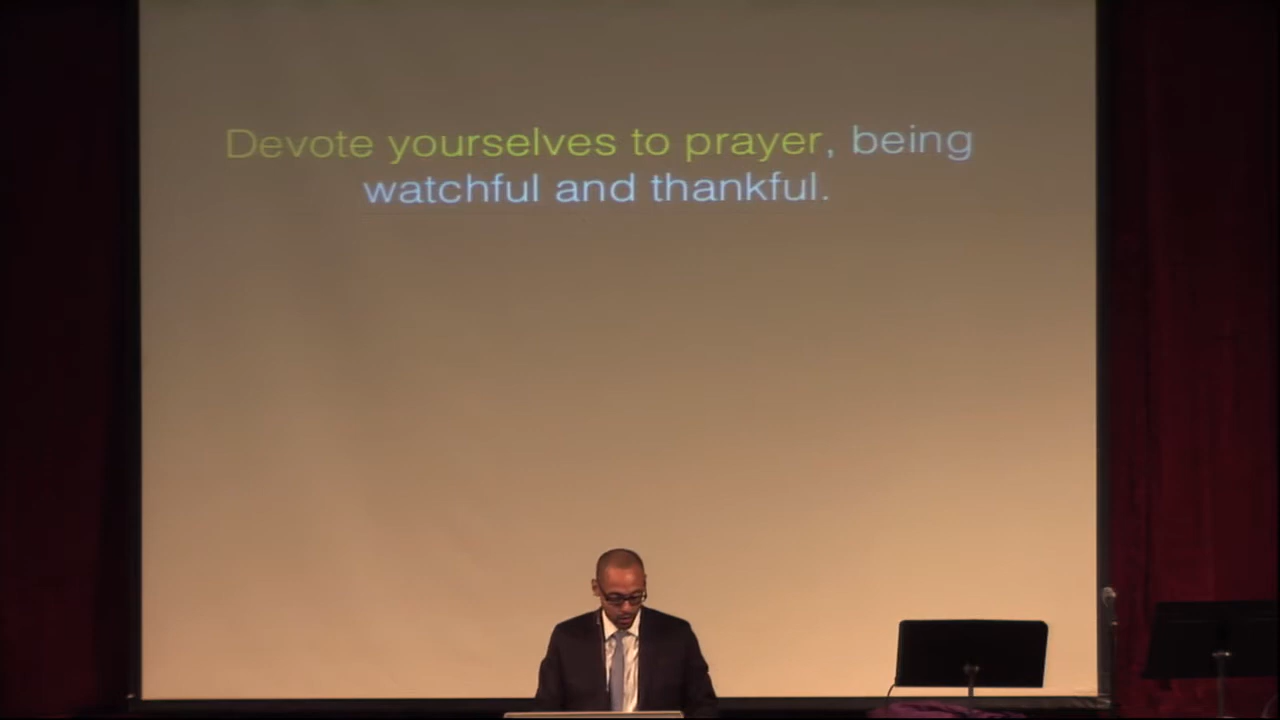 Devote yourselves to prayer, being
watchful and thankful.